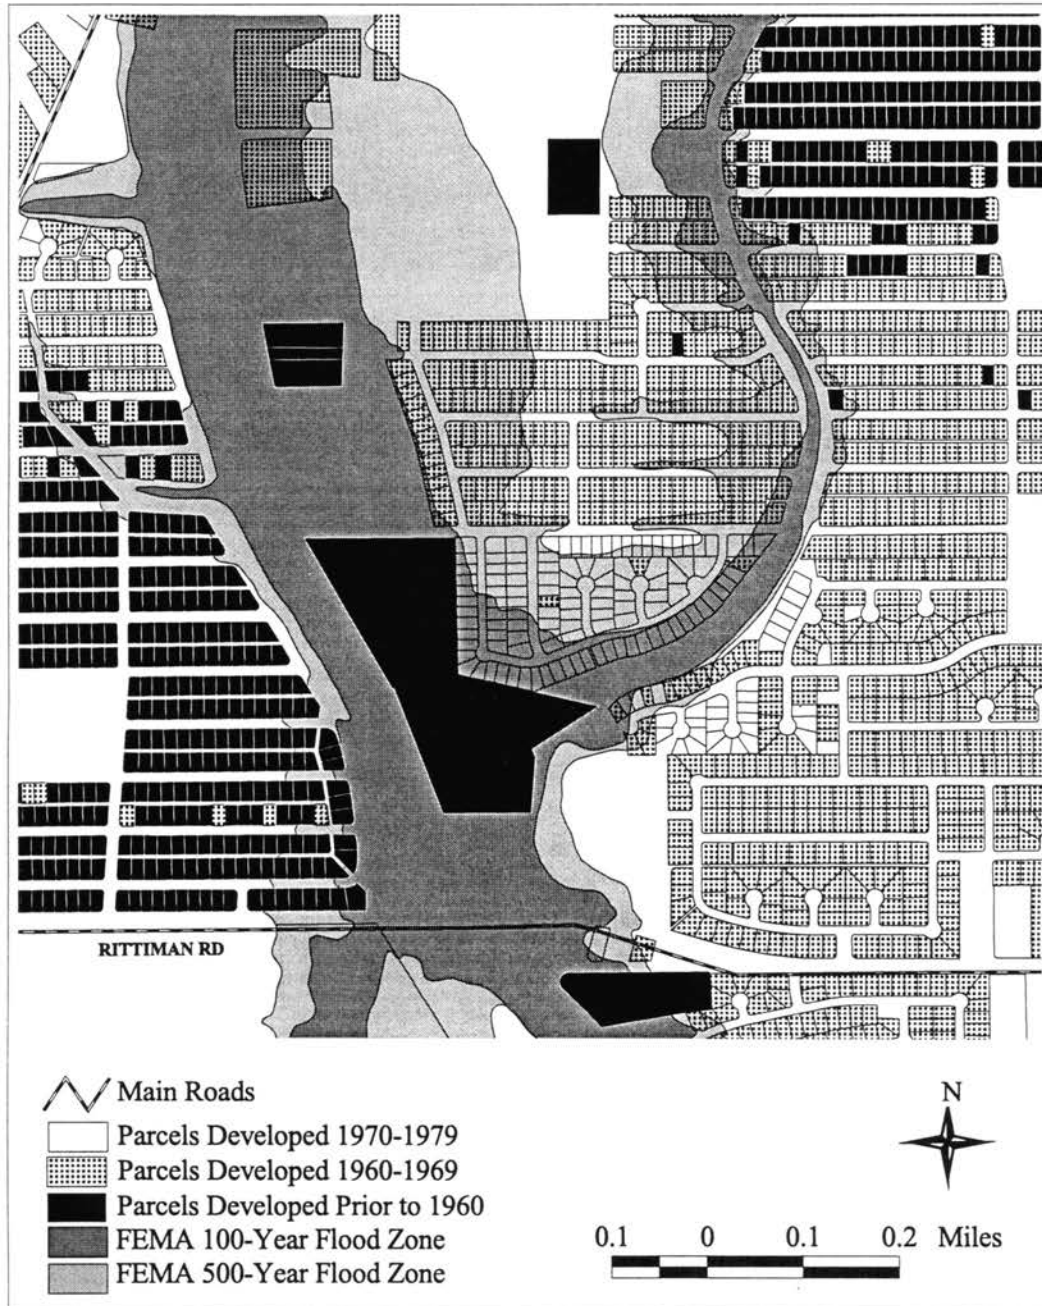 RITTIMAN RD
Main Roads
Parcels Developed 1970-1979
Parcels Developed 1960-1969
Parcels Developed Prior to 1960
FEMA 100-Year Flood Zone
FEMA 500-Year Flood Zone
N
0.1 0 0.1 0.2 Miles